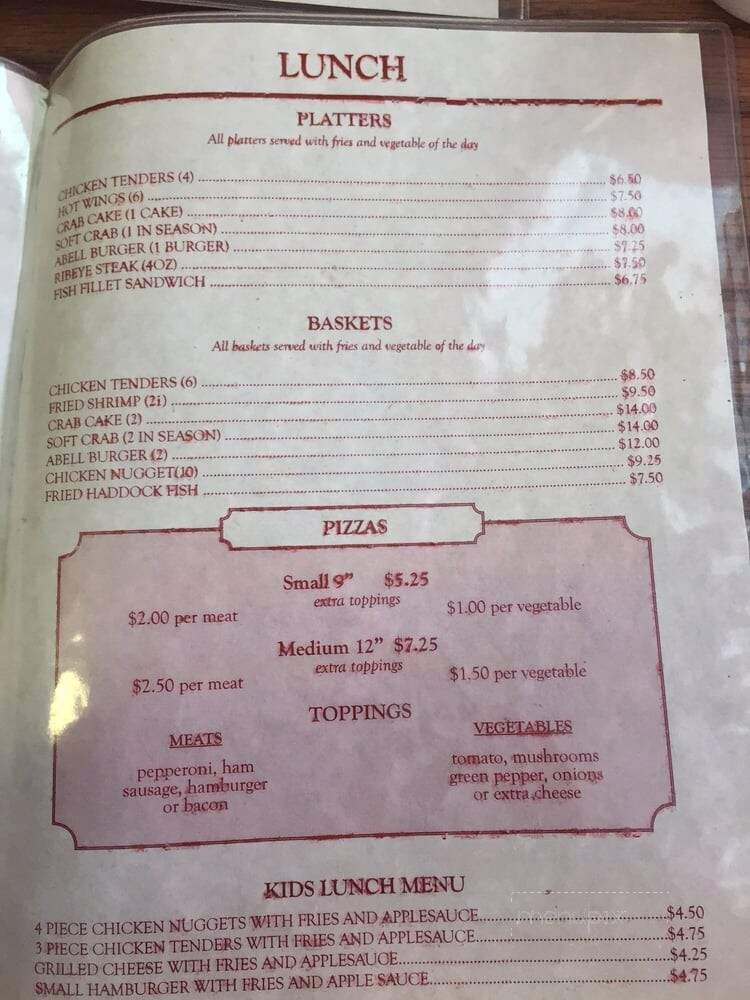 LUNCH
PLATTERS
All platters served with fries and vegetable of the day
CHICKEN TENDERS (4) $6.50
HOT WINGS (6) $7.50
CRAB CAKE (1 CAKE) $8.00
SOFT CRAB (1 IN SEASON) $8.00
ABELL BURGER (1 BURGER) $7.25
RIBEYE STEAK (4OZ) $7.50
FISH FILLET SANDWICH $6.75
BASKETS
All baskets served with fries and vegetable of the day
CHICKEN TENDERS (6) $8.50
FRIED SHRIMP (21) $9.50
CRAB CAKE (2) $14.00
SOFT CRAB (2 IN SEASON) $14.00
ABELL BURGER (2) $12.00
CHICKEN NUGGET(10) $9.25
FRIED HADDOCK FISH $7.50
PIZZAS
Small 9" $5.25
extra toppings
$2.00 per meat $1.00 per vegetable
Medium 12" $7.25
extra toppings
$2.50 per meat $1.50 per vegetable
TOPPINGS
MEATS
pepperoni, ham
sausage, hamburger
or bacon
VEGETABLES
tomato, mushrooms
green pepper, onions
or extra cheese
KIDS LUNCH MENU
4 PIECE CHICKEN NUGGETS WITH FRIES AND APPLESAUCE $4.50
3 PIECE CHICKEN TENDERS WITH FRIES AND APPLESAUCE $4.75
GRILLED CHEESE WITH FRIES AND APPLESAUCE $4.25
SMALL HAMBURGER WITH FRIES AND APPLE SAUCE $4.75